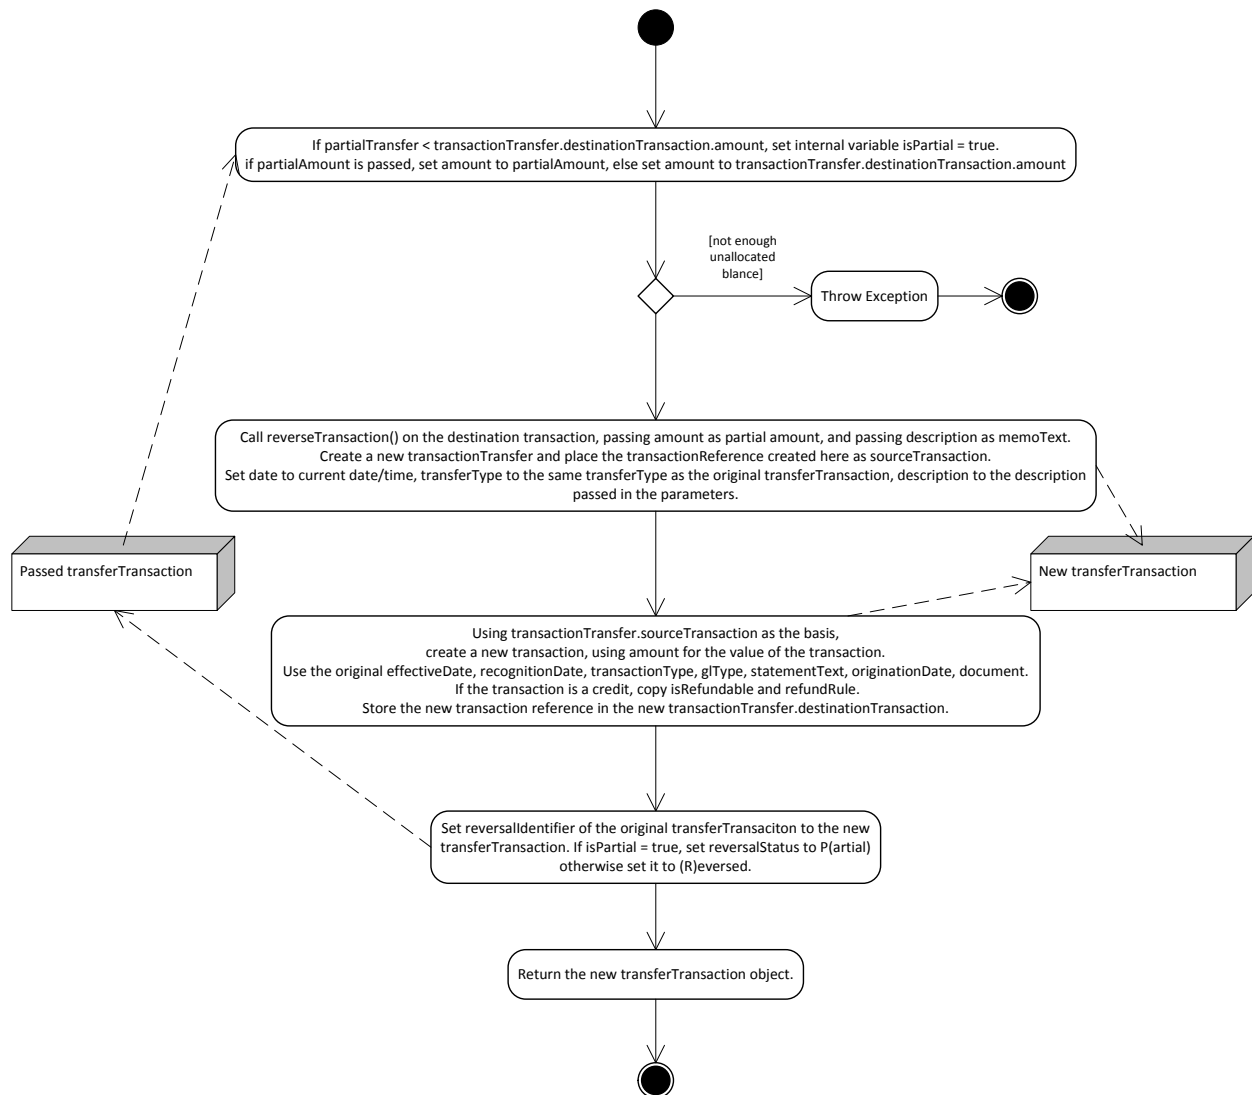 If partialTransfer < transactionTransfer.destinationTransaction.amount, set internal variable isPartial = true.
if partialAmount is passed, set amount to partialAmount, else set amount to transactionTransfer.destinationTransaction.amount
[not enough
unallocated
blance]
Throw Exception
Call reverseTransaction() on the destination transaction, passing amount as partial amount, and passing description as memoText.
Create a new transactionTransfer and place the transactionReference created here as sourceTransaction.
Set date to current date/time, transferType to the same transferType as the original transferTransaction, description to the description
passed in the parameters.
Passed transferTransaction
New transferTransaction
Using transactionTransfer.sourceTransaction as the basis,
create a new transaction, using amount for the value of the transaction.
Use the original effectiveDate, recognitionDate, transactionType, glType, statementText, originationDate, document.
If the transaction is a credit, copy isRefundable and refundRule.
Store the new transaction reference in the new transactionTransfer.destinationTransaction.
Set reversalIdentifier of the original transferTransaciton to the new
transferTransaction. If isPartial = true, set reversalStatus to P(artial)
otherwise set it to (R)eversed.
Return the new transferTransaction object.